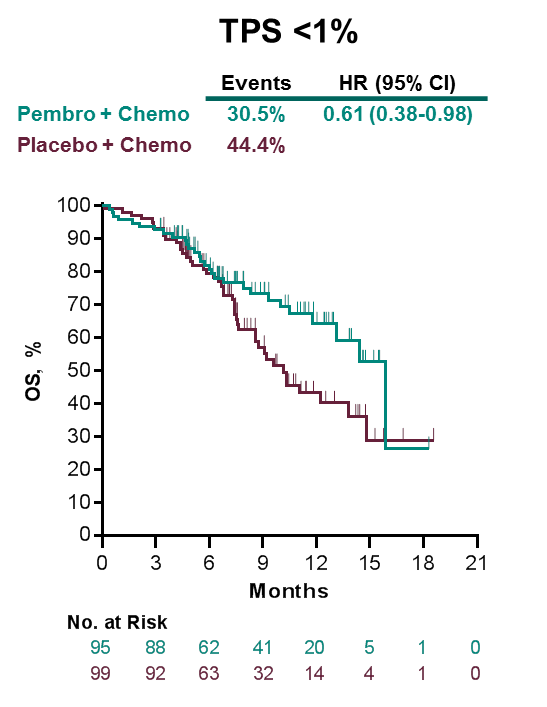 TPS <1%
Events HR (95% CI)
Pembro + Chemo 30.5% 0.61 (0.38-0.98)
Placebo + Chemo 44.4%
100
90
80
70
60
50
40
30
20
10
0
OS, %
0 3 6 9 12 15 18 21
Months
No. at Risk
95 88 62 41 20 5 1 0
99 92 63 32 14 4 1 0